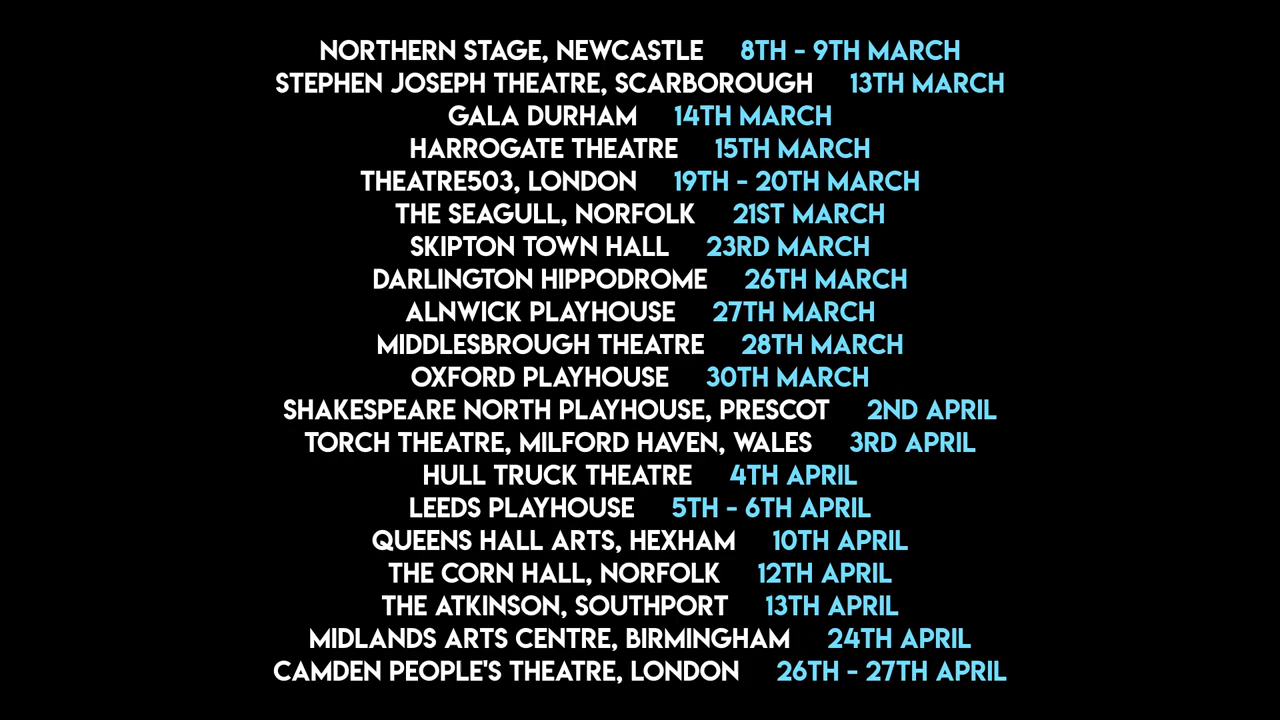 NORTHERN STAGE, NEWCASTLE 8TH - 9TH MARCH
STEPHEN JOSEPH THEATRE, SCARBOROUGH 13TH MARCH
GALA DURHAM 14TH MARCH
HARROGATE THEATRE 15TH MARCH
THEATRE503, LONDON 19TH - 20TH MARCH
THE SEAGULL, NORFOLK 21ST MARCH
SKIPTON TOWN HALL 23RD MARCH
DARLINGTON HIPPODROME 26TH MARCH
ALNWICK PLAYHOUSE 27TH MARCH
MIDDLESBROUGH THEATRE 28TH MARCH
OXFORD PLAYHOUSE 30TH MARCH
SHAKESPEARE NORTH PLAYHOUSE, PRESCOT 2ND APRIL
TORCH THEATRE, MILFORD HAVEN, WALES 3RD APRIL
HULL TRUCK THEATRE 4TH APRIL
LEEDS PLAYHOUSE 5TH - 6TH APRIL
QUEENS HALL ARTS, HEXHAM 10TH APRIL
THE CORN HALL, NORFOLK 12TH APRIL
THE ATKINSON, SOUTHPORT 13TH APRIL
MIDLANDS ARTS CENTRE, BIRMINGHAM 24TH APRIL
CAMDEN PEOPLE'S THEATRE, LONDON 26TH - 27TH APRIL